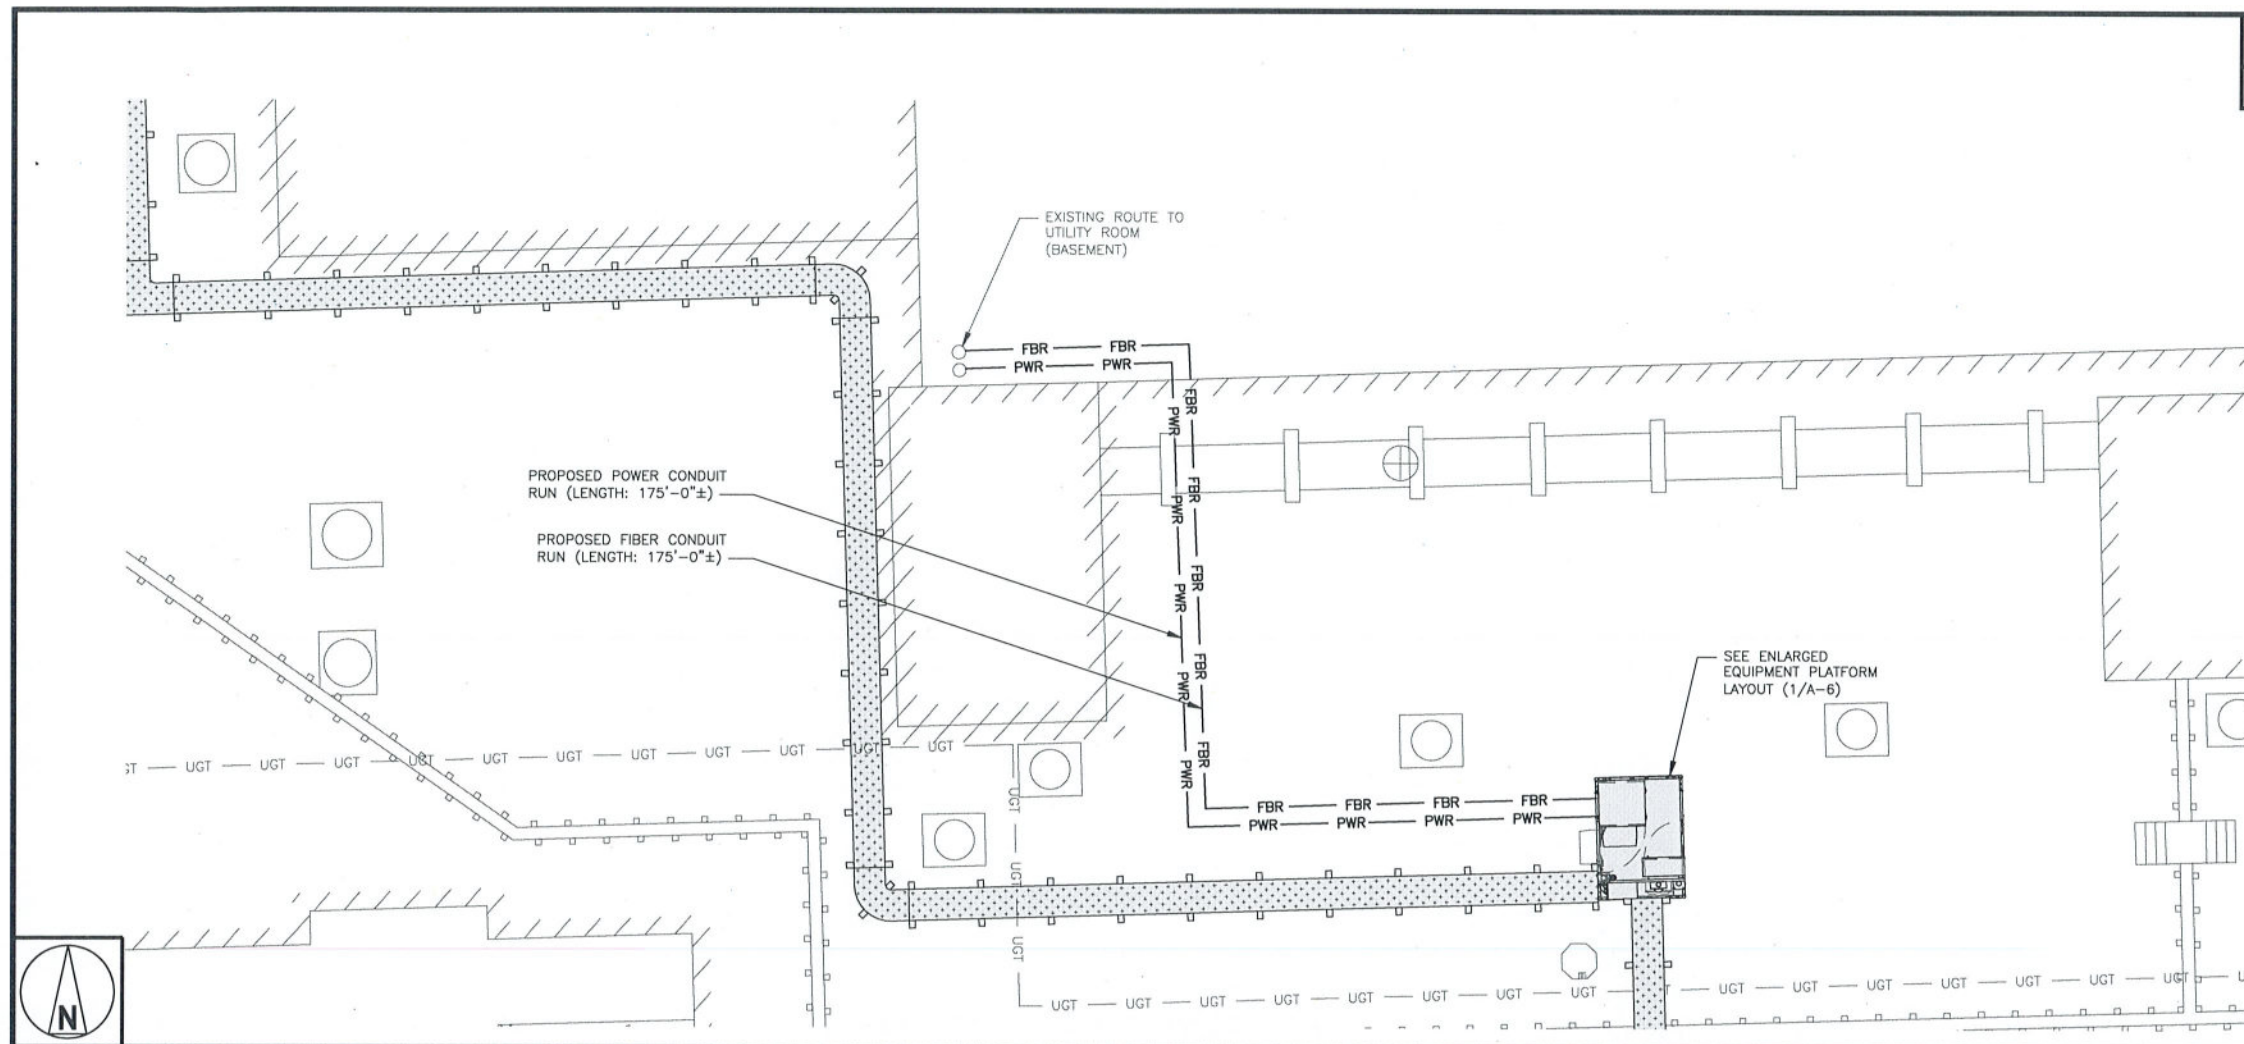 EXISTING ROUTE TO
UTILITY ROOM
(BASEMENT)
FBR FBR
PWR PWR
FBR
PWR
FBR
PWR
FBR
PWR
FBR
PWR
FBR
PWR
PROPOSED POWER CONDUIT
RUN (LENGTH: 175'-0"±)
PROPOSED FIBER CONDUIT
RUN (LENGTH: 175'-0"±)
SEE ENLARGED
EQUIPMENT PLATFORM
LAYOUT (1/A-6)
UGT UGT UGT UGT UGT UGT UGT UGT UGT UGT UGT
UGT
UGT
UGT
FBR FBR FBR FBR
PWR PWR PWR PWR
UGT UGT UGT UGT UGT UGT UGT UGT UGT UGT UGT UGT UGT UGT UGT
N